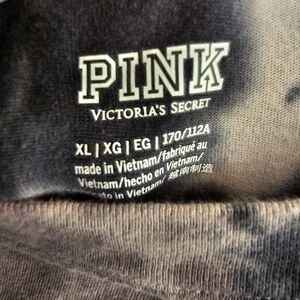 PINK
VICTORIA'S SECRET
XL | XG | EG | 170/112A
made in Vietnam/fabriqué au
Vietnam/hecho en Vietnam/
Vietnam/ 越南制造